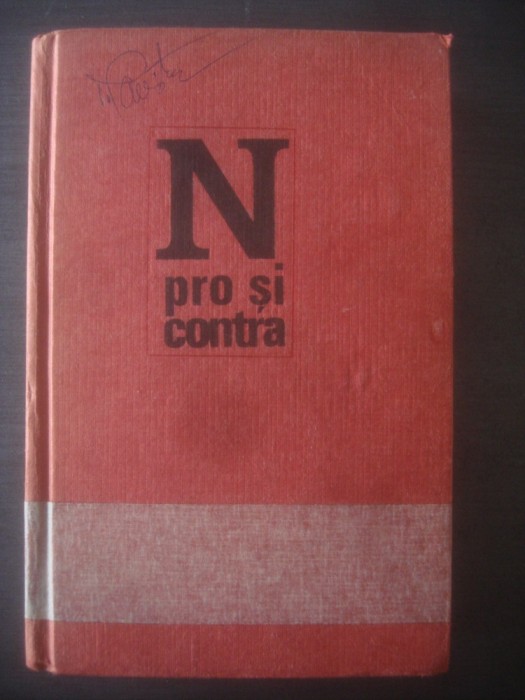 N
pro și
contra